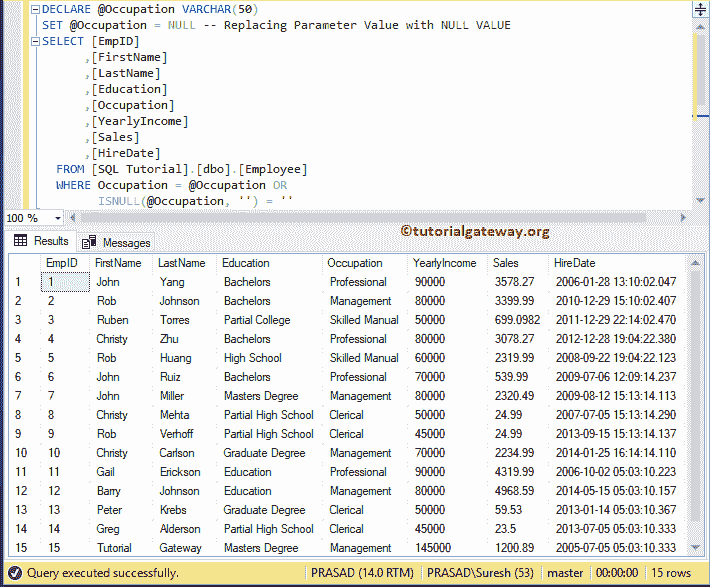 DECLARE @Occupation VARCHAR(50)
SET @Occupation = NULL -- Replacing Parameter Value with NULL VALUE
SELECT [EmpID]
,[FirstName]
,[LastName]
,[Education]
,[Occupation]
,[YearlyIncome]
,[Sales]
,[HireDate]
FROM [SQL Tutorial].[dbo].[Employee]
WHERE Occupation = @Occupation OR
ISNULL(@Occupation, '') = ''
100 %
©tutorialgateway.org
Results Messages
EmpID FirstName LastName Education Occupation YearlyIncome Sales HireDate
1 1 John Yang Bachelors Professional 90000 3578.27 2006-01-28 13:10:02.047
2 2 Rob Johnson Bachelors Management 80000 3399.99 2010-12-29 15:10:02.407
3 3 Ruben Torres Partial College Skilled Manual 50000 699.0982 2011-12-29 22:14:02.470
4 4 Christy Zhu Bachelors Professional 80000 3078.27 2012-12-28 19:04:22.380
5 5 Rob Huang High School Skilled Manual 60000 2319.99 2008-09-22 19:04:22.123
6 6 John Ruiz Bachelors Professional 70000 539.99 2009-07-06 12:09:14.237
7 7 John Miller Masters Degree Management 80000 2320.49 2009-08-12 15:13:14.113
8 8 Christy Mehta Partial High School Clerical 50000 24.99 2007-07-05 15:13:14.290
9 9 Rob Verhoff Partial High School Clerical 45000 24.99 2013-09-15 15:13:14.137
10 10 Christy Carlson Graduate Degree Management 70000 2234.99 2014-01-25 16:14:14.110
11 11 Gail Erickson Education Professional 90000 4319.99 2006-10-02 05:03:10.223
12 12 Barry Johnson Education Management 80000 4968.59 2014-05-15 05:03:10.157
13 13 Peter Krebs Graduate Degree Clerical 50000 59.53 2013-01-14 05:03:10.367
14 14 Greg Alderson Partial High School Clerical 45000 23.5 2013-07-05 05:03:10.333
15 15 Tutorial Gateway Masters Degree Management 145000 1200.89 2005-07-05 05:03:10.333
Query executed successfully. PRASAD (14.0 RTM) PRASAD\Suresh (53) master 00:00:00 15 rows